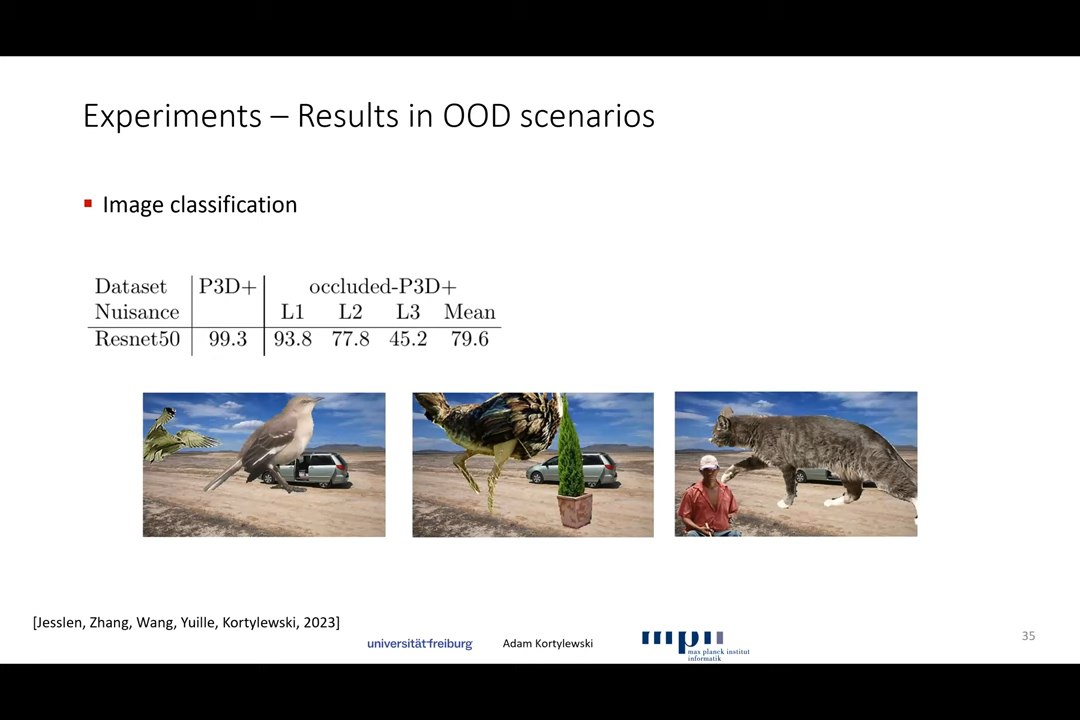 Experiments – Results in OOD scenarios
Image classification
Dataset P3D+ occluded-P3D+
Nuisance L1 L2 L3 Mean
Resnet50 99.3 93.8 77.8 45.2 79.6
[Jesslen, Zhang, Wang, Yuille, Kortylewski, 2023]
universität freiburg Adam Kortylewski
max planck institut
informatik
35